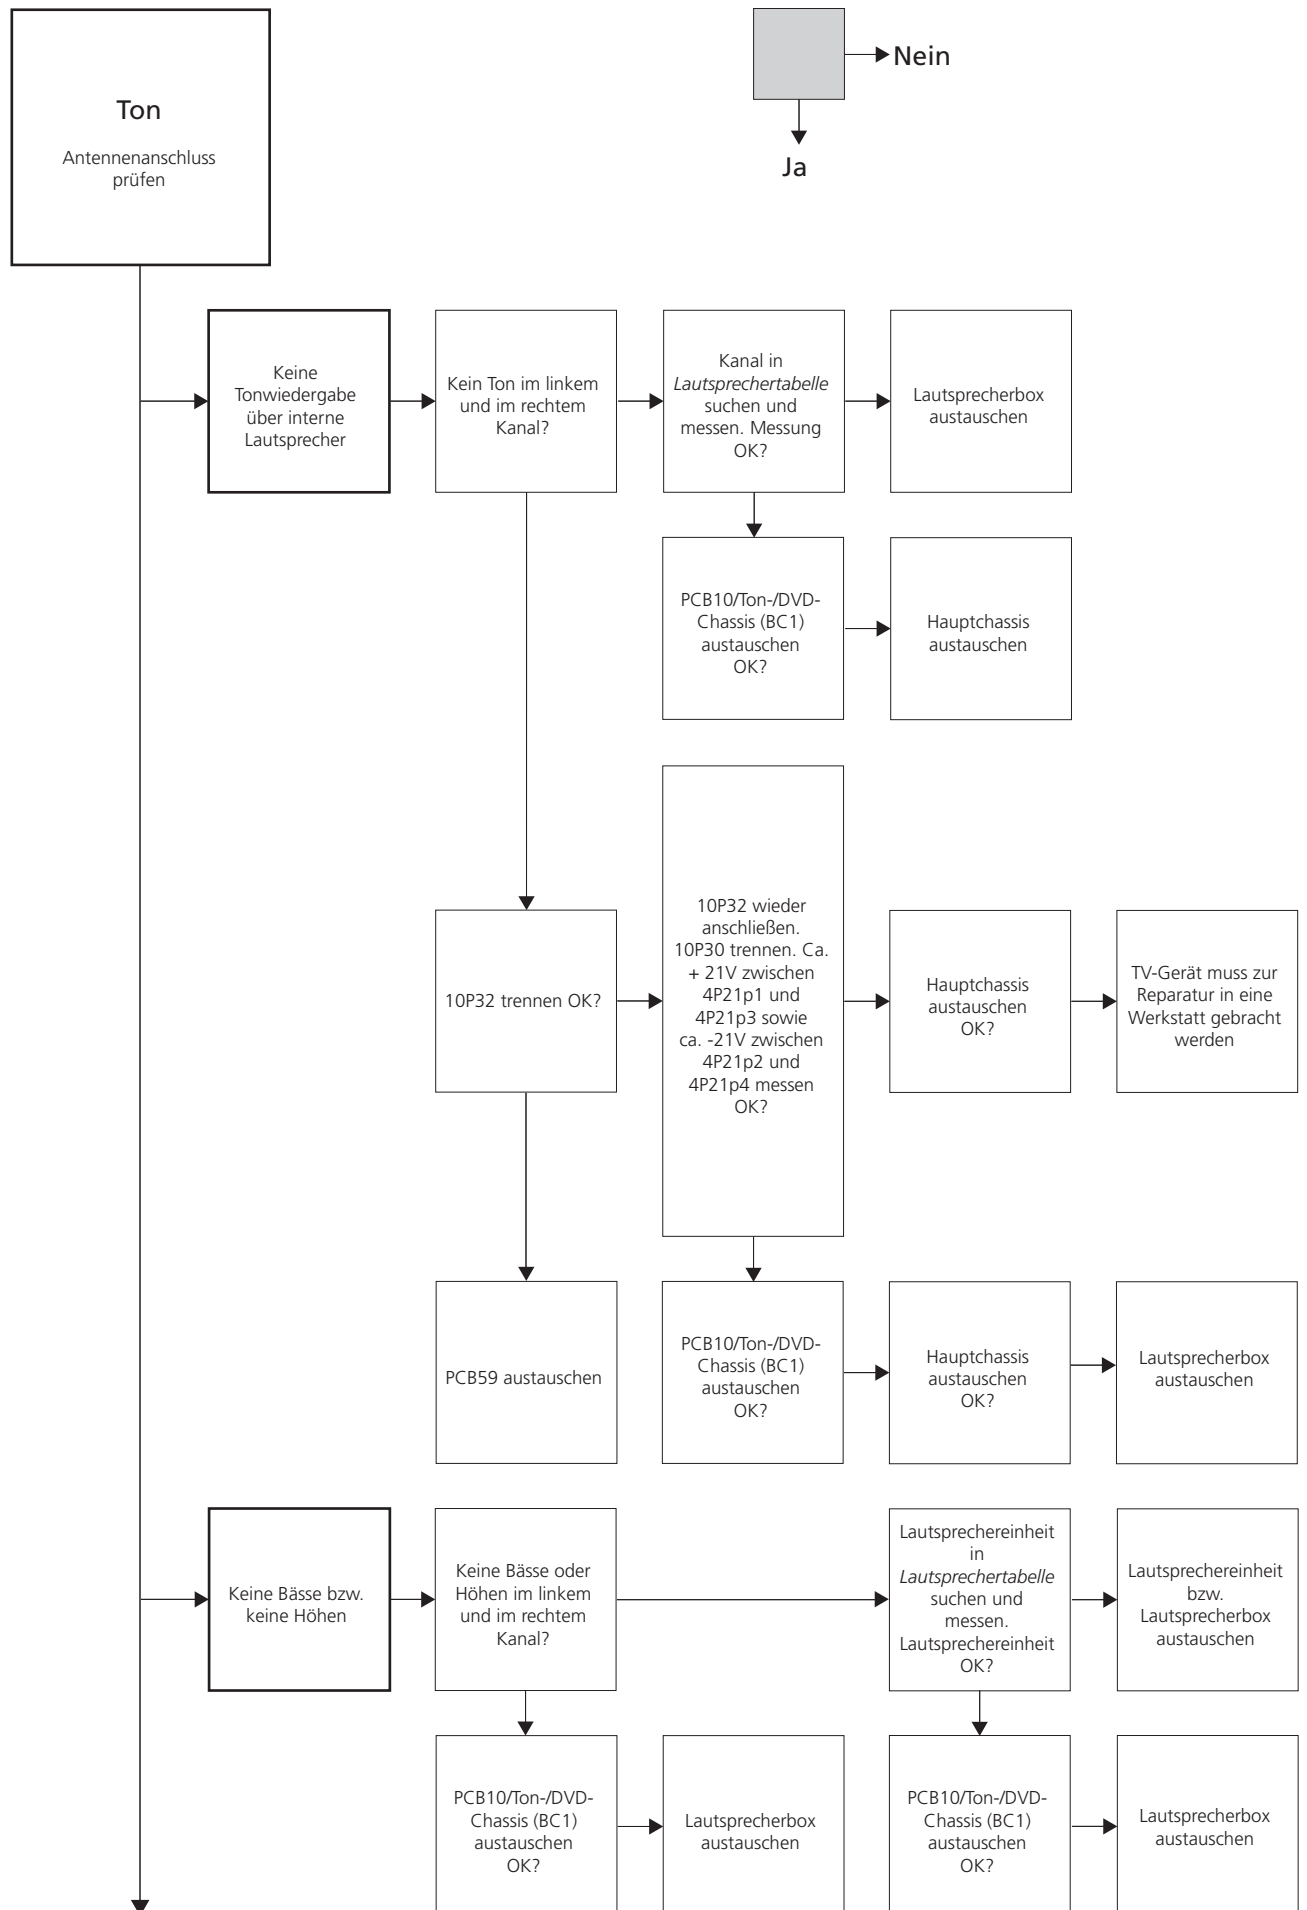 Nein
Ja
Ton
Antennenanschluss
prüfen
Keine
Tonwiedergabe
über interne
Lautsprecher
Kein Ton im linkem
und im rechtem
Kanal?
Kanal in
Lautsprechertabelle
suchen und
messen. Messung
OK?
Lautsprecherbox
austauschen
PCB10/Ton-/DVD-
Chassis (BC1)
austauschen
OK?
Hauptchassis
austauschen
10P32 trennen OK?
10P32 wieder
anschließen.
10P30 trennen. Ca.
+ 21V zwischen
4P21p1 und
4P21p3 sowie
ca. -21V zwischen
4P21p2 und
4P21p4 messen
OK?
Hauptchassis
austauschen
OK?
TV-Gerät muss zur
Reparatur in eine
Werkstatt gebracht
werden
PCB59 austauschen
PCB10/Ton-/DVD-
Chassis (BC1)
austauschen
OK?
Hauptchassis
austauschen
OK?
Lautsprecherbox
austauschen
Keine Bässe bzw.
keine Höhen
Keine Bässe oder
Höhen im linkem
und im rechtem
Kanal?
Lautsprechereinheit
in
Lautsprechertabelle
suchen und
messen.
Lautsprechereinheit
OK?
Lautsprechereinheit
bzw.
Lautsprecherbox
austauschen
PCB10/Ton-/DVD-
Chassis (BC1)
austauschen
OK?
Lautsprecherbox
austauschen
PCB10/Ton-/DVD-
Chassis (BC1)
austauschen
OK?
Lautsprecherbox
austauschen